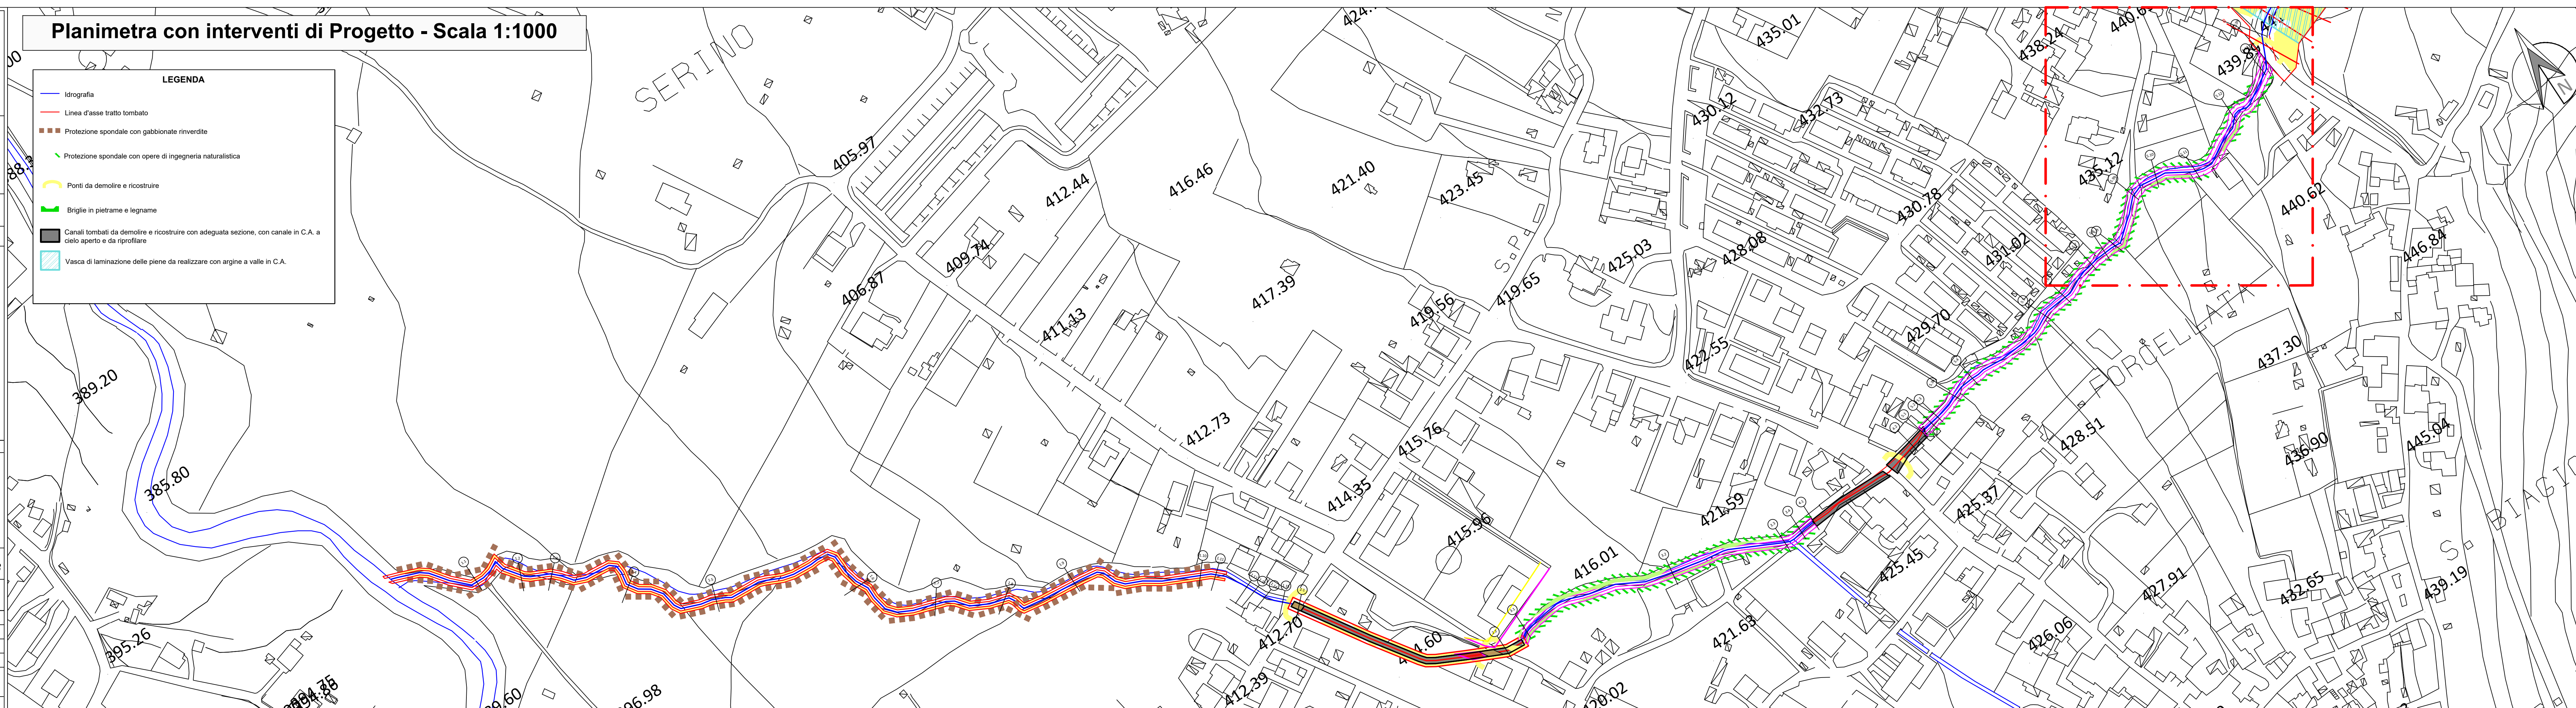 Planimetra con interventi di Progetto - Scala 1:1000
LEGENDA
Idrografia
Linea d'asse tratto tombato
Protezione spondale con gabbionate rinverdite
Protezione spondale con opere di ingegneria naturalistica
Ponti da demolire e ricostruire
Briglie in pietrame e legname
Canali tombati da demolire e ricostruire con adeguata sezione, con canale in C.A. a
cielo aperto e da riprofilare
Vasca di laminazione delle piene da realizzare con argine a valle in C.A.
SERINO
435.01
438.24
430.12
432.73
405.97
412.44
416.46
421.40
423.45
435.12
440.62
430.78
431.02
446.84
409.74
406.87
417.39
419.65
425.03
428.08
S.P.
419.56
411.13
422.55
429.70
FORCELLATA
437.30
389.20
412.73
415.76
428.51
436.90
445.04
385.80
414.35
415.96
421.59
425.37
S. BIAGIO
416.01
425.45
427.91
432.65
439.19
395.26
412.70
421.63
426.06
412.39
N